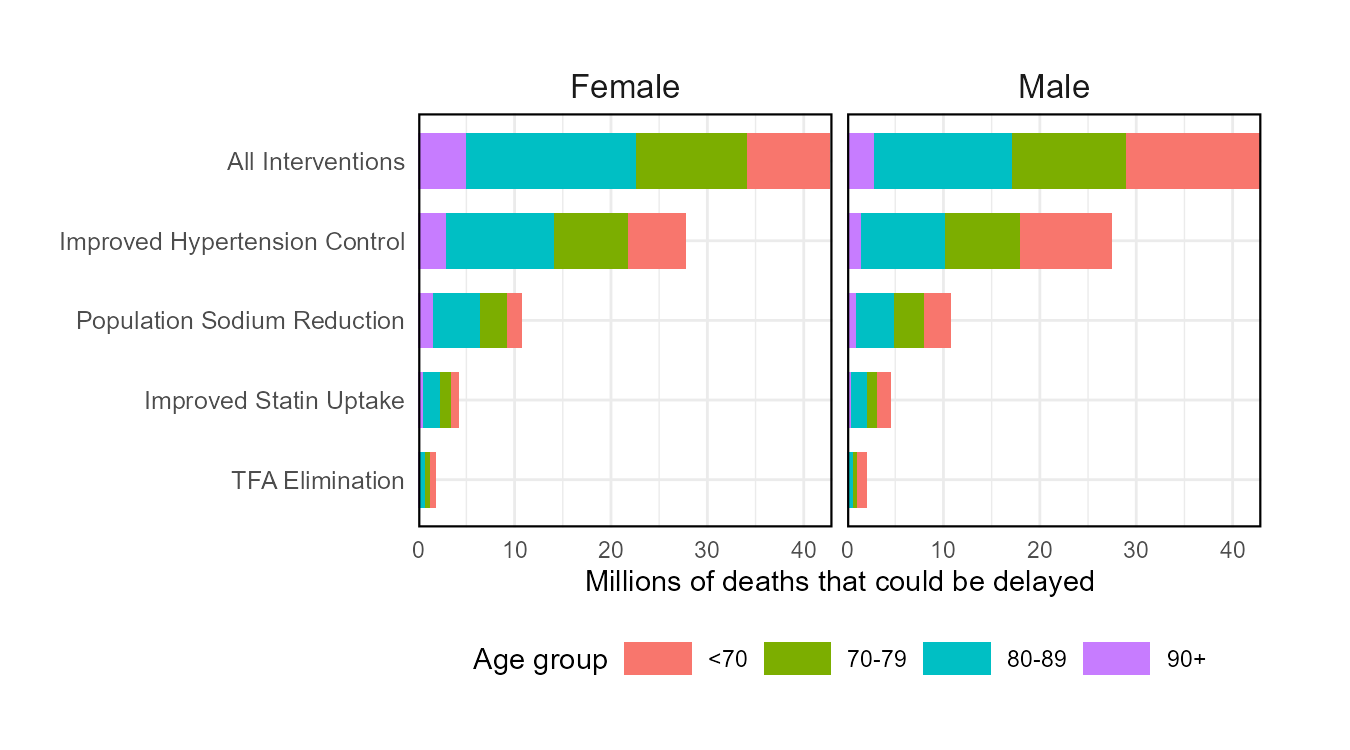 Female Male
All Interventions
Improved Hypertension Control
Population Sodium Reduction
Improved Statin Uptake
TFA Elimination
0 10 20 30 40 0 10 20 30 40
Millions of deaths that could be delayed
Age group <70 70-79 80-89 90+